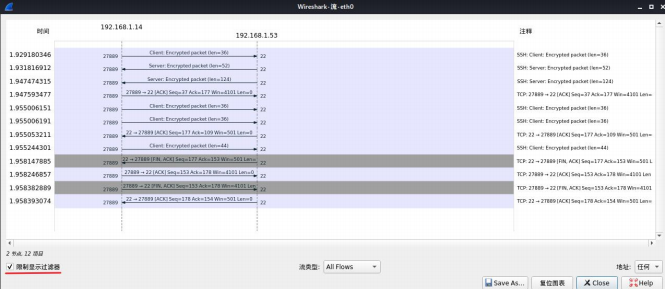 Wireshark·流·eth0
192.168.1.14
时间 192.168.1.53 注释
1.929180346 27889 Client: Encrypted packet (len=36) 22 SSH: Client: Encrypted packet (len=36)
1.931816912 27889 Server: Encrypted packet (len=52) 22 SSH: Server: Encrypted packet (len=52)
1.947474315 27889 Server: Encrypted packet (len=124) 22 SSH: Server: Encrypted packet (len=124)
1.947593477 27889 27889 → 22 [ACK] Seq=37 Ack=177 Win=4101 Len=0 22 TCP: 27889 → 22 [ACK] Seq=37 Ack=177 Win=4101
1.955006151 27889 Client: Encrypted packet (len=36) 22 SSH: Client: Encrypted packet (len=36)
1.955006191 27889 Client: Encrypted packet (len=36) 22 SSH: Client: Encrypted packet (len=36)
1.955053211 27889 22 → 27889 [ACK] Seq=177 Ack=109 Win=501 Len=0 22 TCP: 22 → 27889 [ACK] Seq=177 Ack=109 Win=501
1.955244301 27889 Client: Encrypted packet (len=44) 22 SSH: Client: Encrypted packet (len=44)
1.958147885 27889 22 → 27889 [FIN, ACK] Seq=177 Ack=153 Win=501 Len= 22 TCP: 22 → 27889 [FIN, ACK] Seq=177 Ack=153 Win=501 L
1.958246857 27889 27889 → 22 [ACK] Seq=153 Ack=178 Win=4101 Len=0 22 TCP: 27889 → 22 [ACK] Seq=153 Ack=178 Win=4101 Len
1.958382889 27889 27889 → 22 [FIN, ACK] Seq=153 Ack=178 Win=4101 Len 22 TCP: 27889 → 22 [FIN, ACK] Seq=153 Ack=178 Win=4101
1.958393074 27889 22 → 27889 [ACK] Seq=178 Ack=154 Win=501 Len=0 22 TCP: 22 → 27889 [ACK] Seq=178 Ack=154 Win=501 Len=0
2 节点, 12 项目
限制显示过滤器 流类型: All Flows 地址: 任何
Save As... 复位图表 Close Help